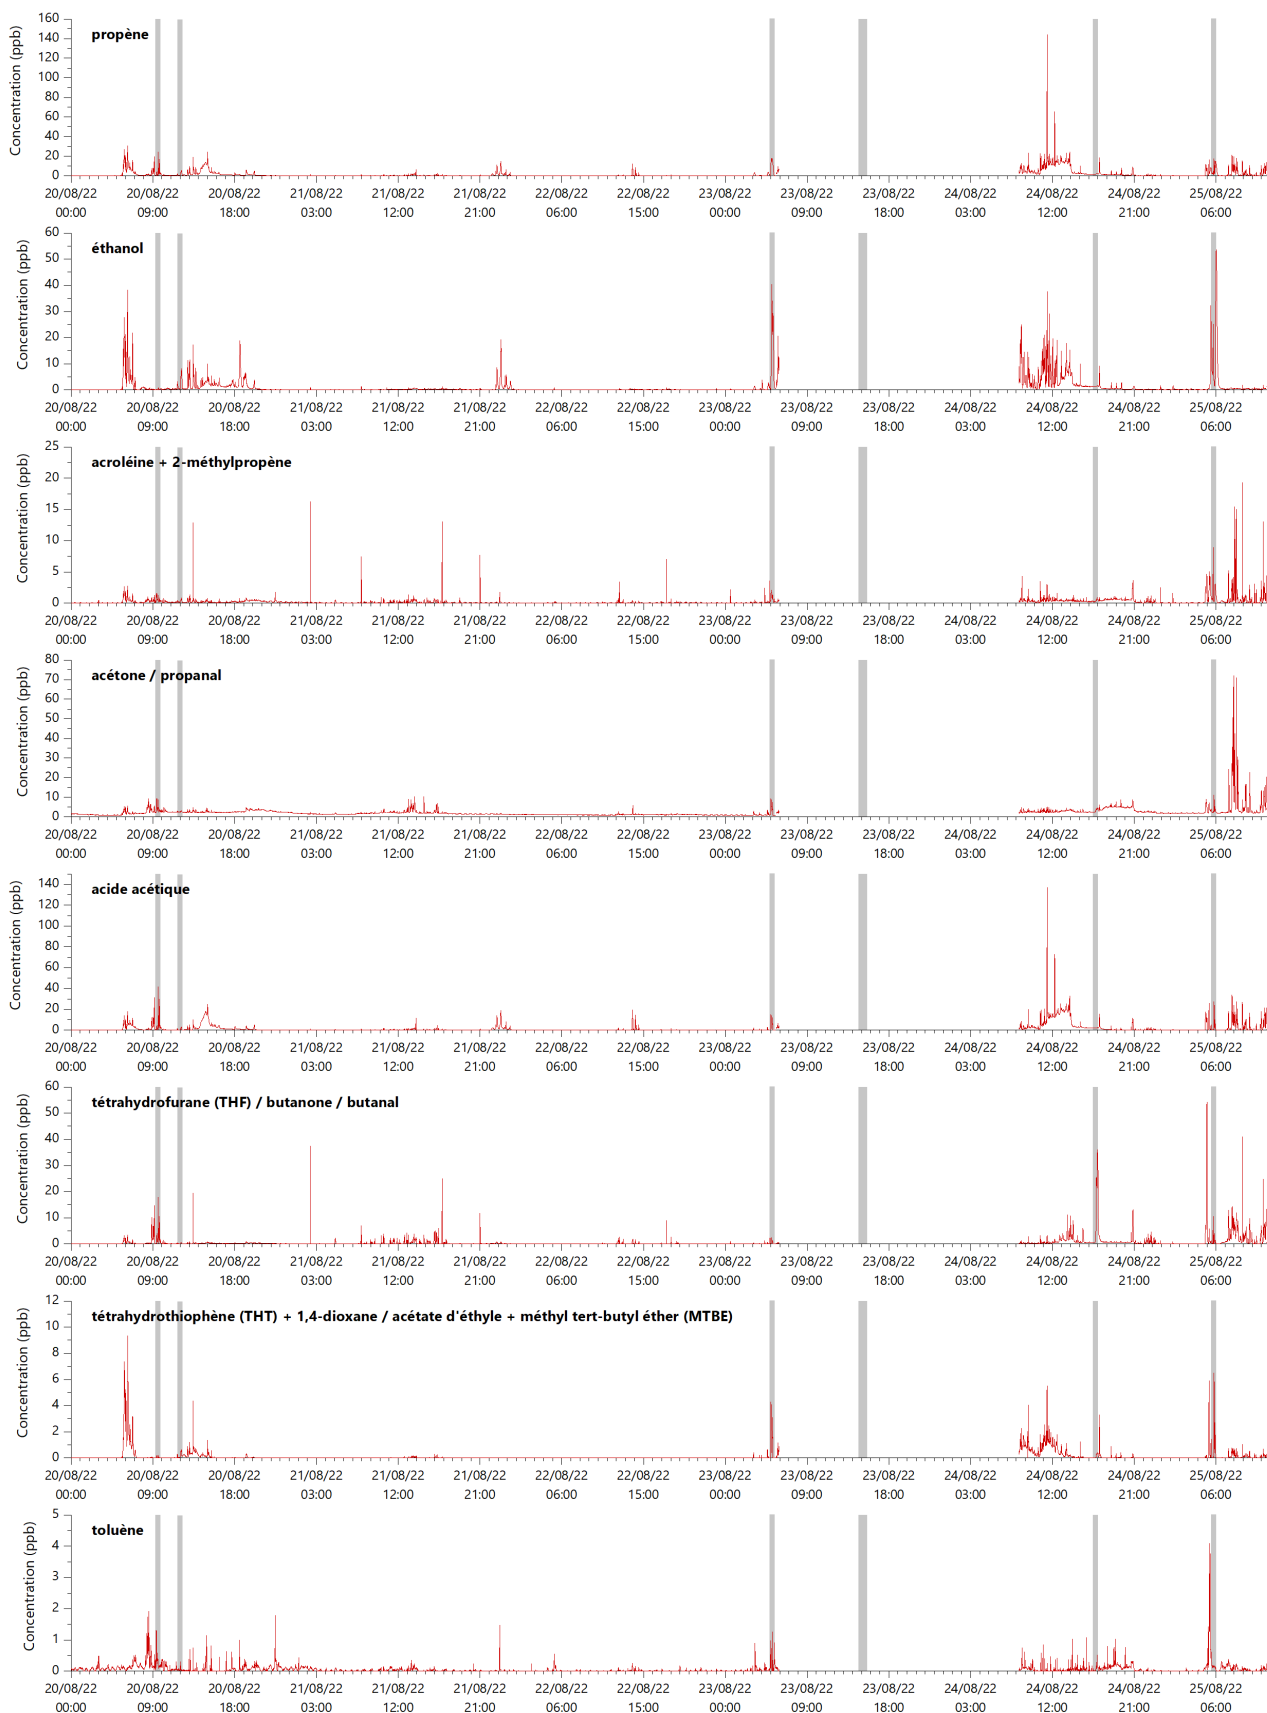 160
140
120
100
80
60
40
20
0
Concentration (ppb)
propène
20/08/22 20/08/22 20/08/22 21/08/22 21/08/22 21/08/22 22/08/22 22/08/22 23/08/22 23/08/22 23/08/22 24/08/22 24/08/22 24/08/22 25/08/22
00:00 09:00 18:00 03:00 12:00 21:00 06:00 15:00 00:00 09:00 18:00 03:00 12:00 21:00 06:00
60
50
40
30
20
10
0
Concentration (ppb)
éthanol
20/08/22 20/08/22 20/08/22 21/08/22 21/08/22 21/08/22 22/08/22 22/08/22 23/08/22 23/08/22 23/08/22 24/08/22 24/08/22 24/08/22 25/08/22
00:00 09:00 18:00 03:00 12:00 21:00 06:00 15:00 00:00 09:00 18:00 03:00 12:00 21:00 06:00
25
20
15
10
5
0
Concentration (ppb)
acroléine + 2-méthylpropène
20/08/22 20/08/22 20/08/22 21/08/22 21/08/22 21/08/22 22/08/22 22/08/22 23/08/22 23/08/22 23/08/22 24/08/22 24/08/22 24/08/22 25/08/22
00:00 09:00 18:00 03:00 12:00 21:00 06:00 15:00 00:00 09:00 18:00 03:00 12:00 21:00 06:00
80
70
60
50
40
30
20
10
0
Concentration (ppb)
acétone / propanal
20/08/22 20/08/22 20/08/22 21/08/22 21/08/22 21/08/22 22/08/22 22/08/22 23/08/22 23/08/22 23/08/22 24/08/22 24/08/22 24/08/22 25/08/22
00:00 09:00 18:00 03:00 12:00 21:00 06:00 15:00 00:00 09:00 18:00 03:00 12:00 21:00 06:00
140
120
100
80
60
40
20
0
Concentration (ppb)
acide acétique
20/08/22 20/08/22 20/08/22 21/08/22 21/08/22 21/08/22 22/08/22 22/08/22 23/08/22 23/08/22 23/08/22 24/08/22 24/08/22 24/08/22 25/08/22
00:00 09:00 18:00 03:00 12:00 21:00 06:00 15:00 00:00 09:00 18:00 03:00 12:00 21:00 06:00
60
50
40
30
20
10
0
Concentration (ppb)
tétrahydrofurane (THF) / butanone / butanal
20/08/22 20/08/22 20/08/22 21/08/22 21/08/22 21/08/22 22/08/22 22/08/22 23/08/22 23/08/22 23/08/22 24/08/22 24/08/22 24/08/22 25/08/22
00:00 09:00 18:00 03:00 12:00 21:00 06:00 15:00 00:00 09:00 18:00 03:00 12:00 21:00 06:00
12
10
8
6
4
2
0
Concentration (ppb)
tétrahydrothiophène (THT) + 1,4-dioxane / acétate d'éthyle + méthyl tert-butyl éther (MTBE)
20/08/22 20/08/22 20/08/22 21/08/22 21/08/22 21/08/22 22/08/22 22/08/22 23/08/22 23/08/22 23/08/22 24/08/22 24/08/22 24/08/22 25/08/22
00:00 09:00 18:00 03:00 12:00 21:00 06:00 15:00 00:00 09:00 18:00 03:00 12:00 21:00 06:00
5
4
3
2
1
0
Concentration (ppb)
toluène
20/08/22 20/08/22 20/08/22 21/08/22 21/08/22 21/08/22 22/08/22 22/08/22 23/08/22 23/08/22 23/08/22 24/08/22 24/08/22 24/08/22 25/08/22
00:00 09:00 18:00 03:00 12:00 21:00 06:00 15:00 00:00 09:00 18:00 03:00 12:00 21:00 06:00